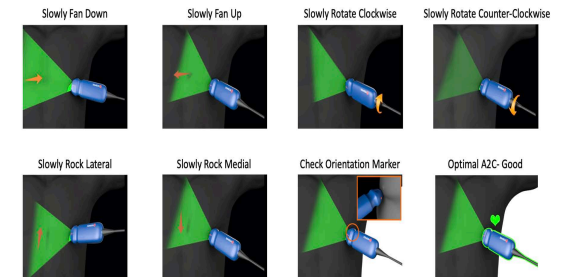 Slowly Fan Down
Slowly Fan Up
Slowly Rotate Clockwise
Slowly Rotate Counter-Clockwise
Slowly Rock Lateral
Slowly Rock Medial
Check Orientation Marker
Optimal A2C- Good